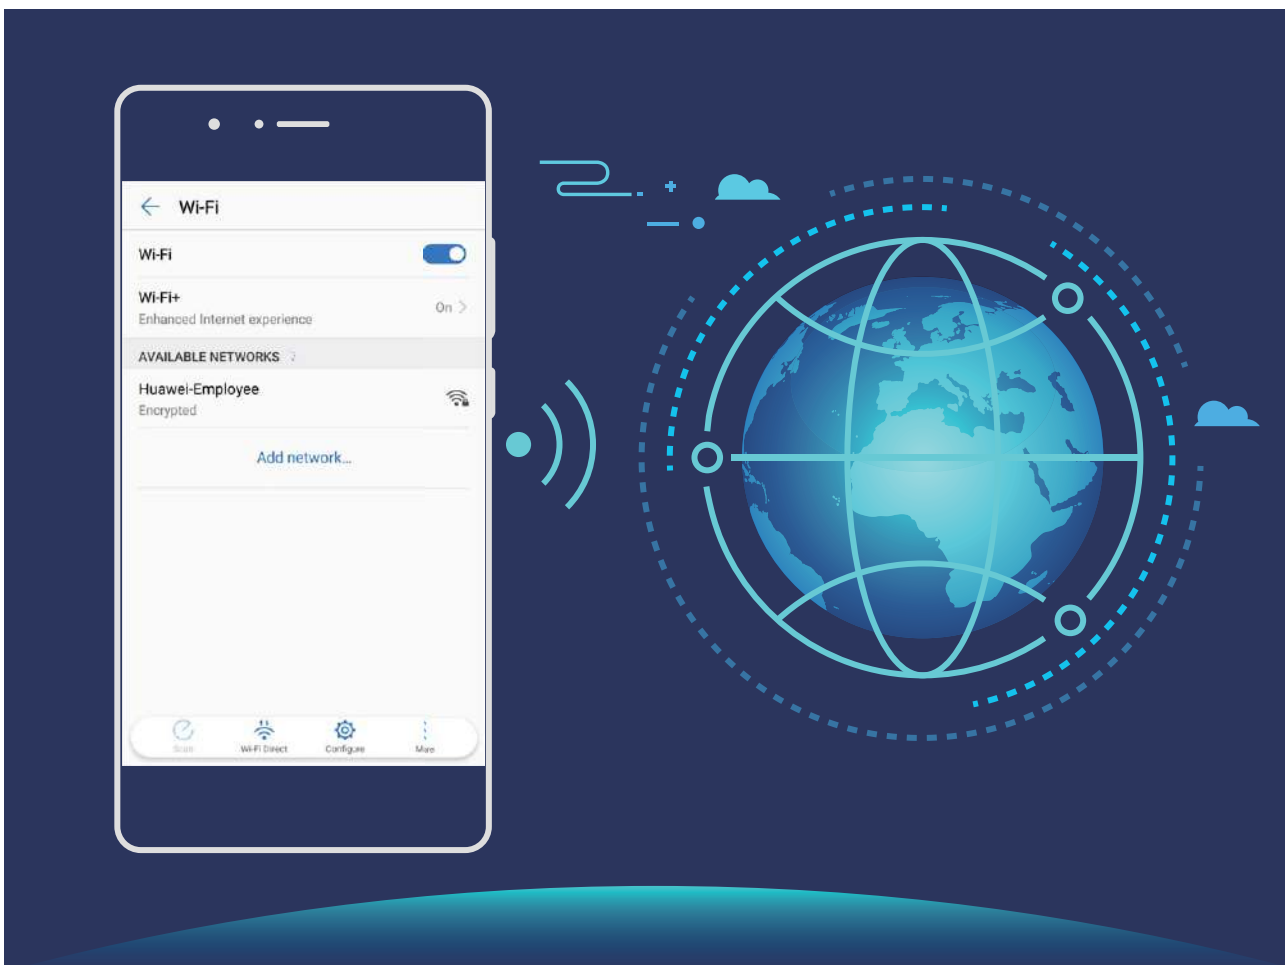 Wi-Fi
Wi-Fi
Wi-Fi+
On
Enhanced Internet experience
AVAILABLE NETWORKS
Huawei-Employee
Encrypted
Add network...
Scan
Wi-Fi Direct
Configure
More